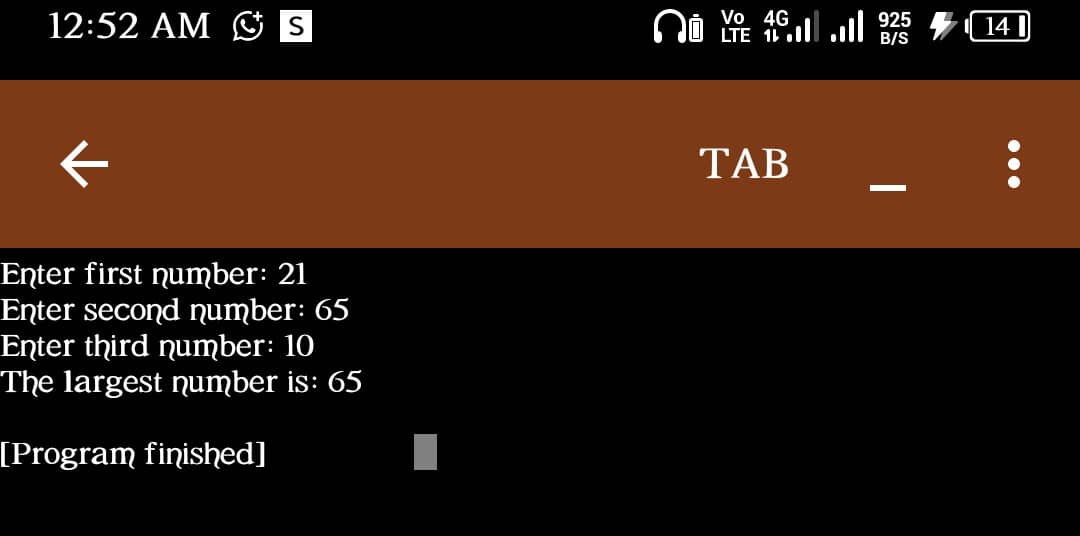 12:52 AM S Vo LTE 4G 925 B/S 14
TAB
Enter first number: 21
Enter second number: 65
Enter third number: 10
The largest number is: 65
[Program finished]